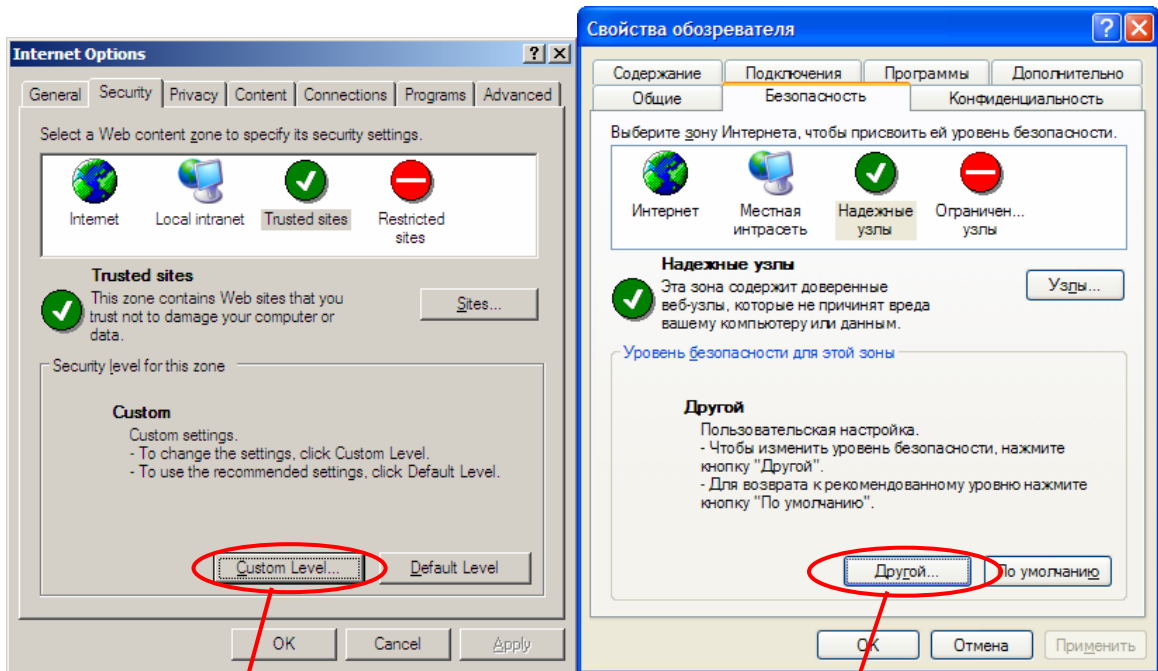 Internet Options
General Security Privacy Content Connections Programs Advanced
Select a Web content zone to specify its security settings.
Internet
Local intranet
Trusted sites
Restricted
sites
Trusted sites
This zone contains Web sites that you
trust not to damage your computer or
data.
Sites...
Security level for this zone
Custom
Custom settings.
- To change the settings, click Custom Level.
- To use the recommended settings, click Default Level.
Custom Level...
Default Level
OK
Cancel
Apply
Свойства обозревателя
Содержание Подключения Программы Дополнительно
Общие Безопасность Конфиденциальность
Выберите зону Интернета, чтобы присвоить ей уровень безопасности.
Интернет
Местная
интрасеть
Надежные
узлы
Ограничен...
узлы
Надежные узлы
Эта зона содержит доверенные
веб-узлы, которые не причинят вреда
вашему компьютеру или данным.
Узлы...
Уровень безопасности для этой зоны
Другой
Пользовательская настройка.
- Чтобы изменить уровень безопасности, нажмите
кнопку "Другой".
- Для возврата к рекомендованному уровню нажмите
кнопку "По умолчанию".
Другой...
По умолчанию
ОК
Отмена
Применить